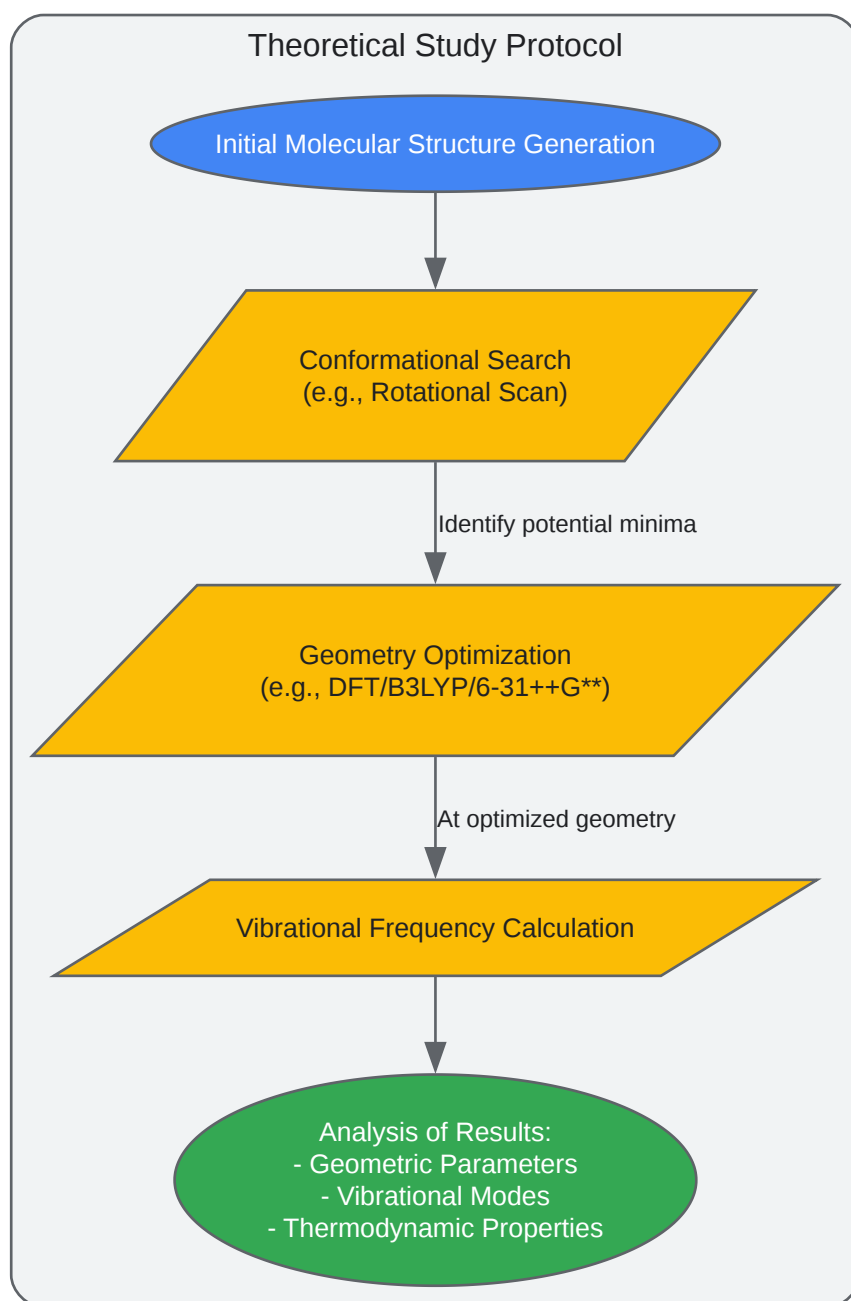 Theoretical Study Protocol
Initial Molecular Structure Generation
Conformational Search
(e.g., Rotational Scan)
Identify potential minima
Geometry Optimization
(e.g., DFT/B3LYP/6-31++G**)
At optimized geometry
Vibrational Frequency Calculation
Analysis of Results:
- Geometric Parameters
- Vibrational Modes
- Thermodynamic Properties